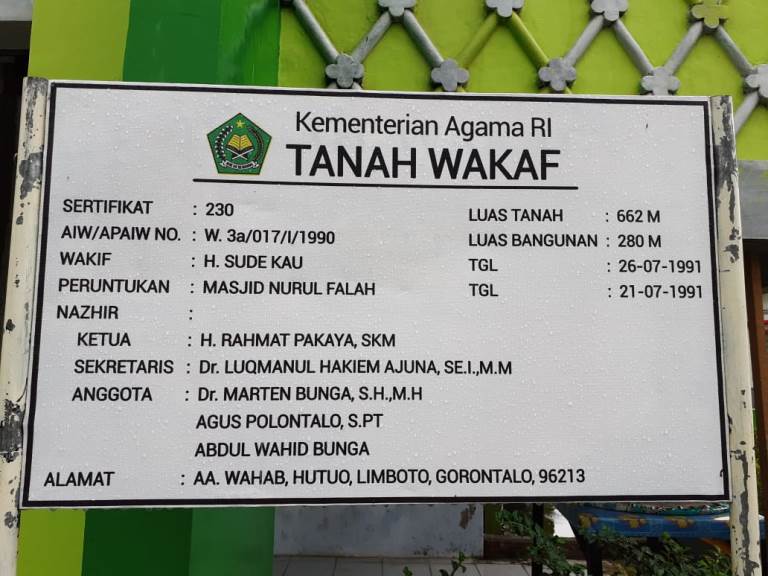 Kementerian Agama RI
TANAH WAKAF
SERTIFIKAT : 230
LUAS TANAH : 662 M
AIW/APAIW NO. : W. 3a/017/I/1990
LUAS BANGUNAN : 280 M
WAKIF : H. SUDE KAU
TGL : 26-07-1991
PERUNTUKAN : MASJID NURUL FALAH
TGL : 21-07-1991
NAZHIR :
KETUA : H. RAHMAT PAKAYA, SKM
SEKRETARIS : Dr. LUQMANUL HAKIEM AJUNA, SE.I.,M.M
ANGGOTA : Dr. MARTEN BUNGA, S.H.,M.H
AGUS POLONTALO, S.PT
ABDUL WAHID BUNGA
ALAMAT : AA. WAHAB, HUTUO, LIMBOTO, GORONTALO, 96213